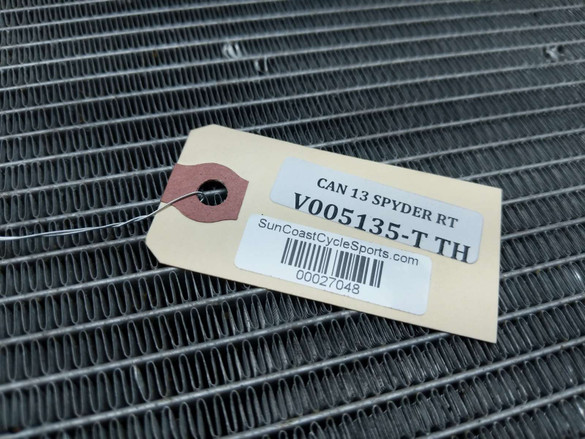 CAN 13 SPYDER RT
V005135-T TH
SunCoastCycleSports.com
00027048